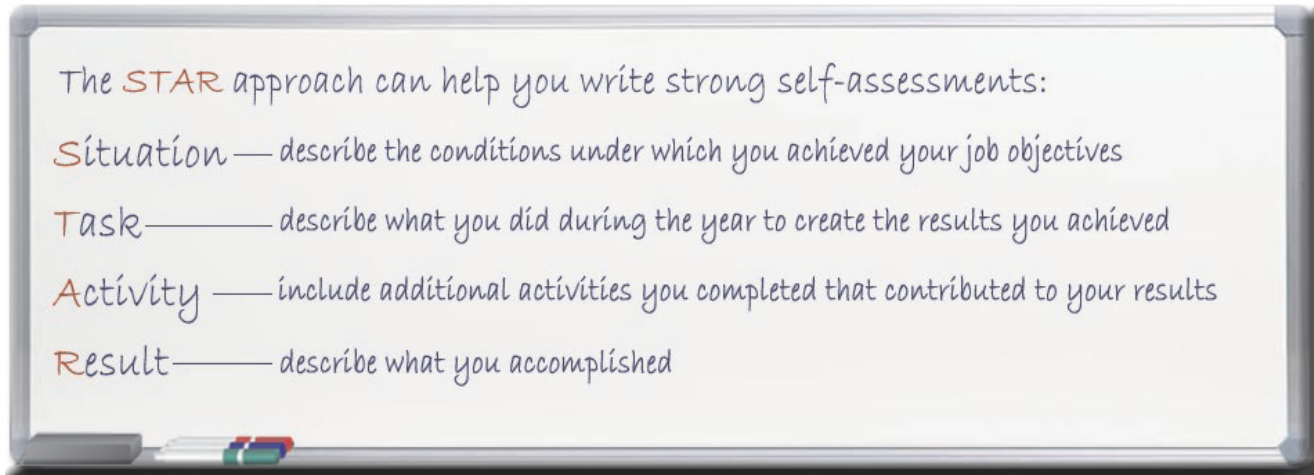 The STAR approach can help you write strong self-assessments:
Situation — describe the conditions under which you achieved your job objectives
Task — describe what you did during the year to create the results you achieved
Activity — include additional activities you completed that contributed to your results
Result — describe what you accomplished